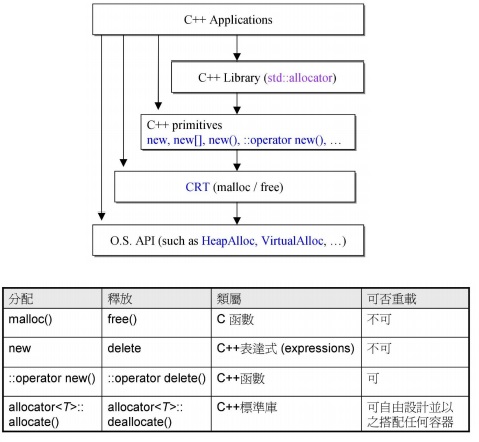 C++ Applications
C++ Library (std::allocator)
C++ primitives
new, new[], new(), ::operator new(), …
CRT (malloc / free)
O.S. API (such as HeapAlloc, VirtualAlloc, …)
分配 釋放 類屬 可否重載
malloc() free() C 函數 不可
new delete C++表達式 (expressions) 不可
::operator new() ::operator delete() C++函數 可
allocator<T>:: allocator<T>:: C++標準庫 可自由設計並以
allocate() deallocate() 之搭配任何容器